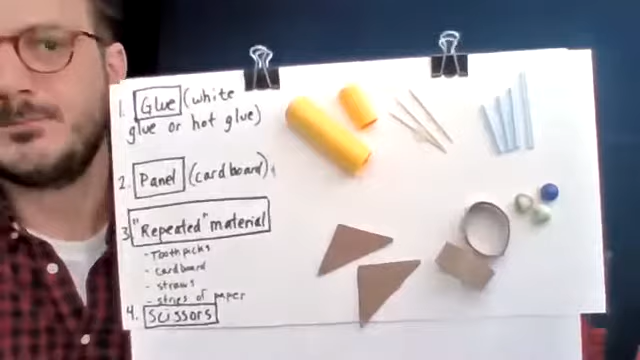 1. Glue (white
glue or hot glue)
2. Panel (cardboard)
3. "Repeated" material
- Toothpicks
- cardboard
- straws
- strips of paper
4. Scissors